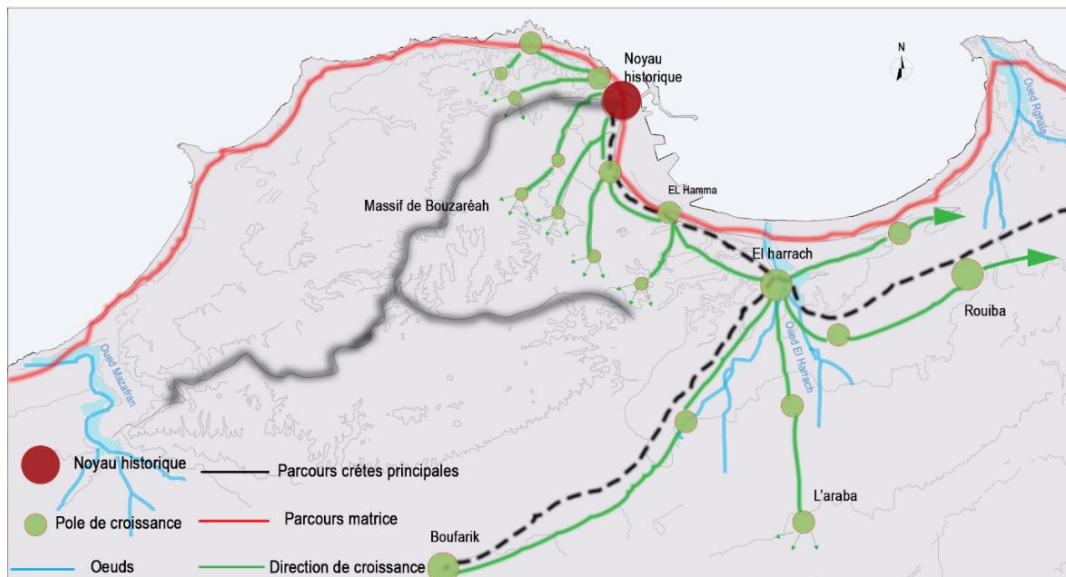 Noyau
historique
N
Oued Rghaia
EL Hamma
Massif de Bouzaréah
El harrach
Rouiba
Oued El Harrach
Oued Mazafran
L'araba
Boufarik
Noyau historique
Parcours crétes principales
Pole de croissance
Parcours matrice
Oeuds
Direction de croissance